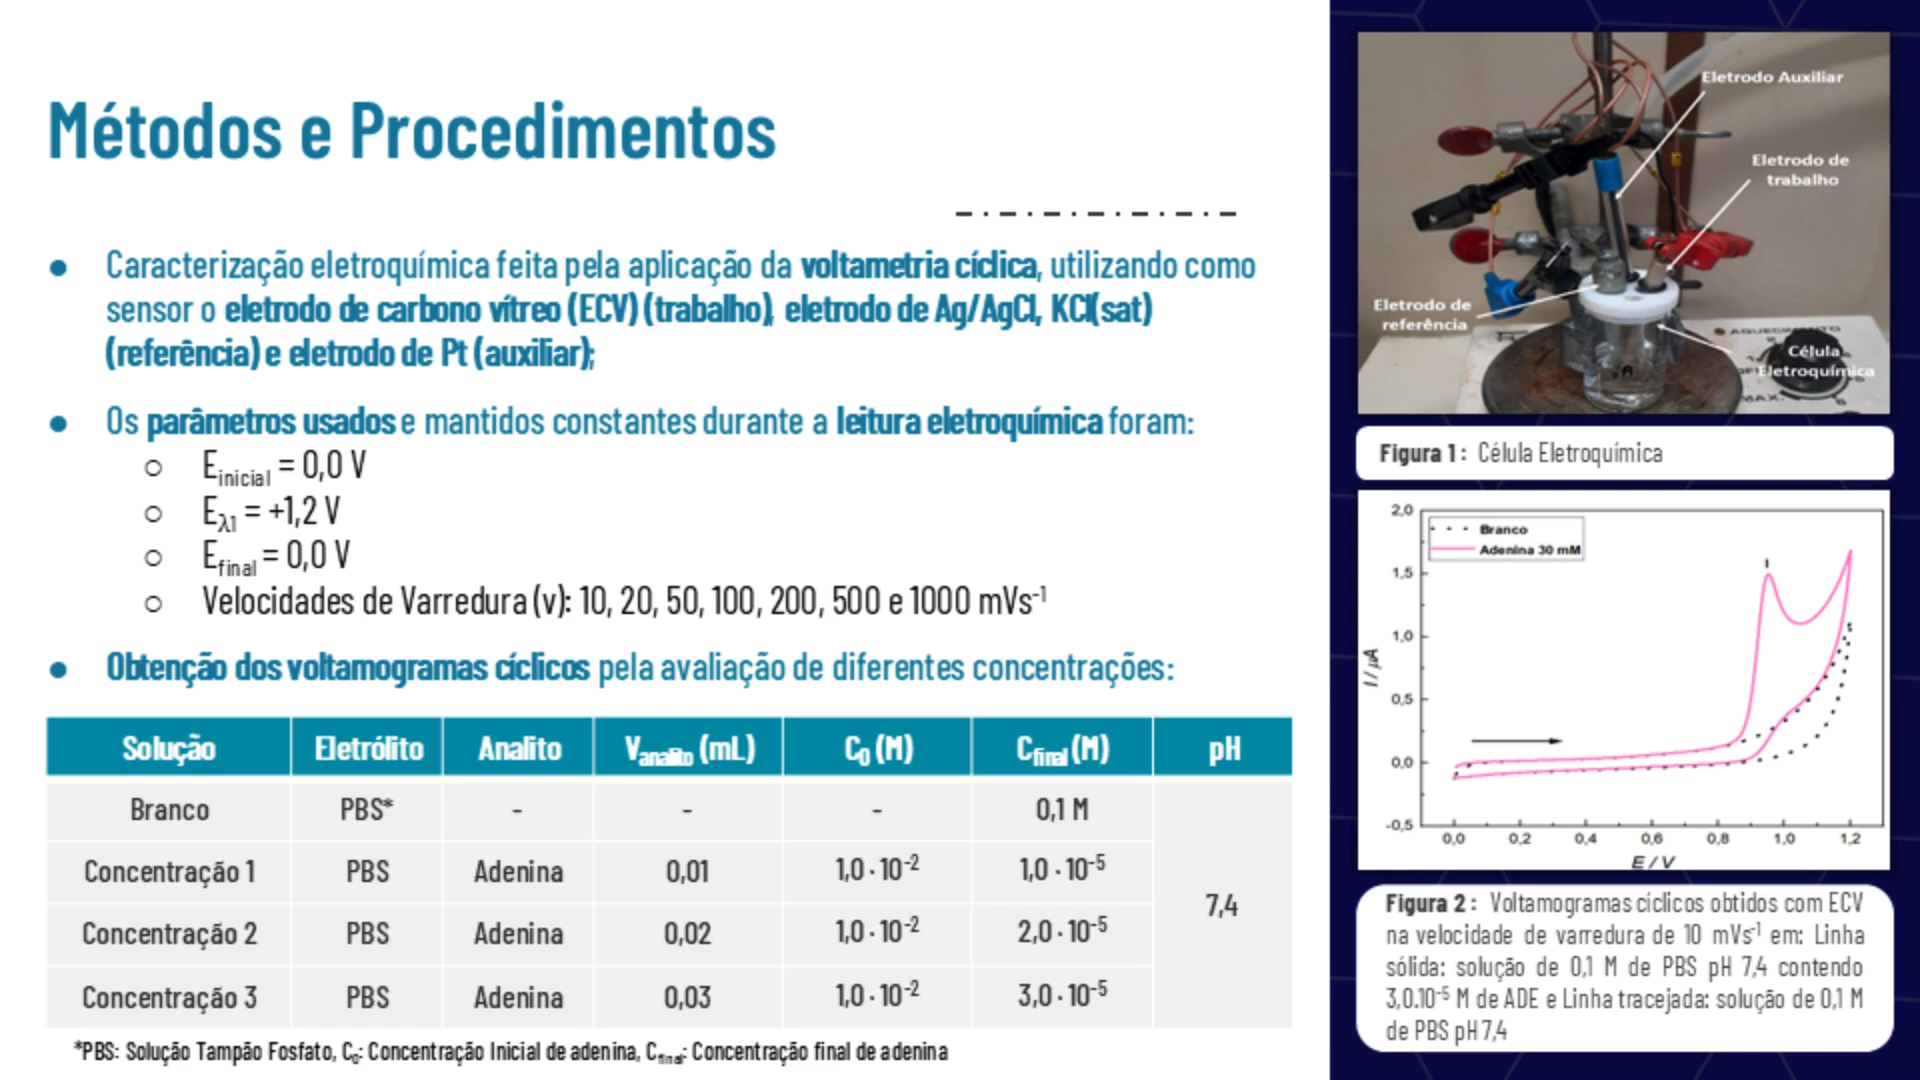 Métodos e Procedimentos
● Caracterização eletroquímica feita pela aplicação da voltametria cíclica, utilizando como
sensor o eletrodo de carbono vítreo (ECV) (trabalho), eletrodo de Ag/AgCl, KCl(sat)
(referência) e eletrodo de Pt (auxiliar);
● Os parâmetros usados e mantidos constantes durante a leitura eletroquímica foram:
○ Einicial = 0,0 V
○ Eλ1 = +1,2 V
○ Efinal = 0,0 V
○ Velocidades de Varredura (v): 10, 20, 50, 100, 200, 500 e 1000 mVs⁻¹
● Obtenção dos voltamogramas cíclicos pela avaliação de diferentes concentrações:
Solução Eletrólito Analito Vanalito (mL) C0 (M) Cfinal (M) pH
Branco PBS* - - - 0,1 M
Concentração 1 PBS Adenina 0,01 1,0 · 10⁻² 1,0 · 10⁻⁵
7,4
Concentração 2 PBS Adenina 0,02 1,0 · 10⁻² 2,0 · 10⁻⁵
Concentração 3 PBS Adenina 0,03 1,0 · 10⁻² 3,0 · 10⁻⁵
*PBS: Solução Tampão Fosfato, C0: Concentração Inicial de adenina, Cfinal: Concentração final de adenina
Eletrodo Auxiliar
Eletrodo de
trabalho
Eletrodo de
referência
Célula
Eletroquímica
AQUECIMENTO
MAX.
Figura 1 : Célula Eletroquímica
2,0
1,5
1,0
0,5
0,0
-0,5
I / µA
Branco
Adenina 30 mM
I
0,0 0,2 0,4 0,6 0,8 1,0 1,2
E / V
Figura 2 : Voltamogramas cíclicos obtidos com ECV
na velocidade de varredura de 10 mVs⁻¹ em: Linha
sólida: solução de 0,1 M de PBS pH 7,4 contendo
3,0.10⁻⁵ M de ADE e Linha tracejada: solução de 0,1 M
de PBS pH 7,4